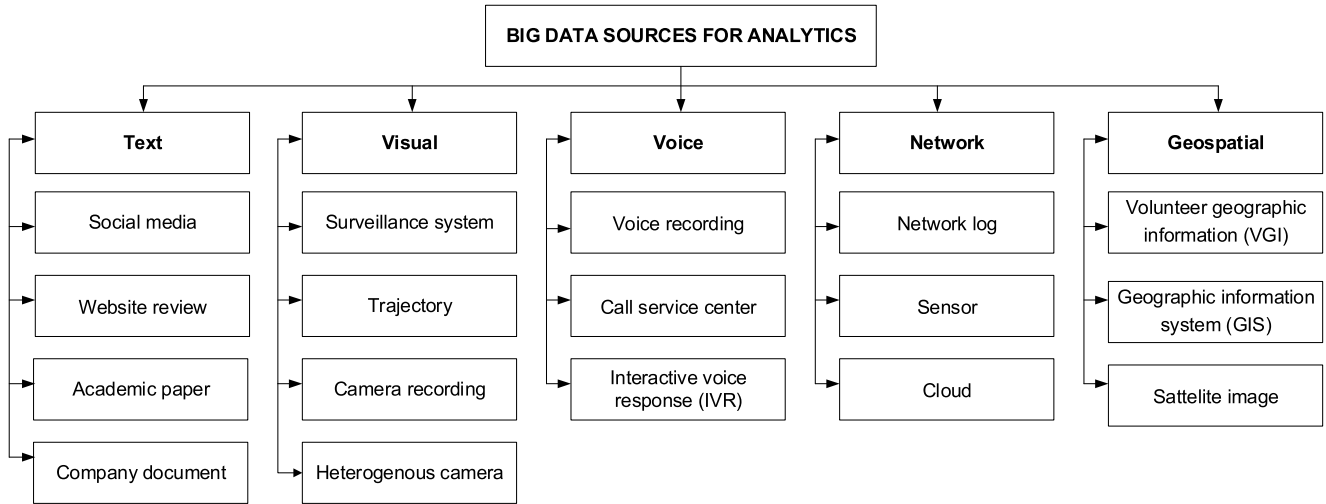 BIG DATA SOURCES FOR ANALYTICS
Text
Social media
Website review
Academic paper
Company document
Visual
Surveillance system
Trajectory
Camera recording
Heterogenous camera
Voice
Voice recording
Call service center
Interactive voice
response (IVR)
Network
Network log
Sensor
Cloud
Geospatial
Volunteer geographic
information (VGI)
Geographic information
system (GIS)
Sattelite image